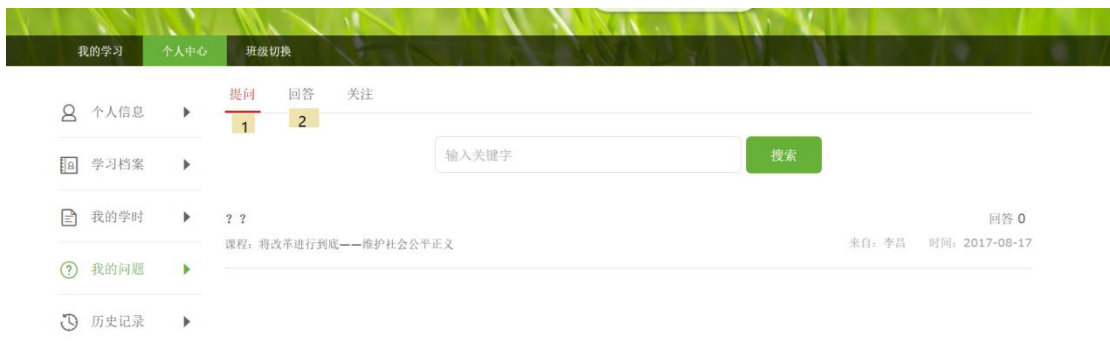 我的学习 个人中心 班级切换
提问 回答 关注
1 2
个人信息
学习档案
我的学时
我的问题
历史记录
输入关键字 搜索
？？ 回答 0
课程：将改革进行到底——维护社会公平正义 来自：李昌 时间：2017-08-17